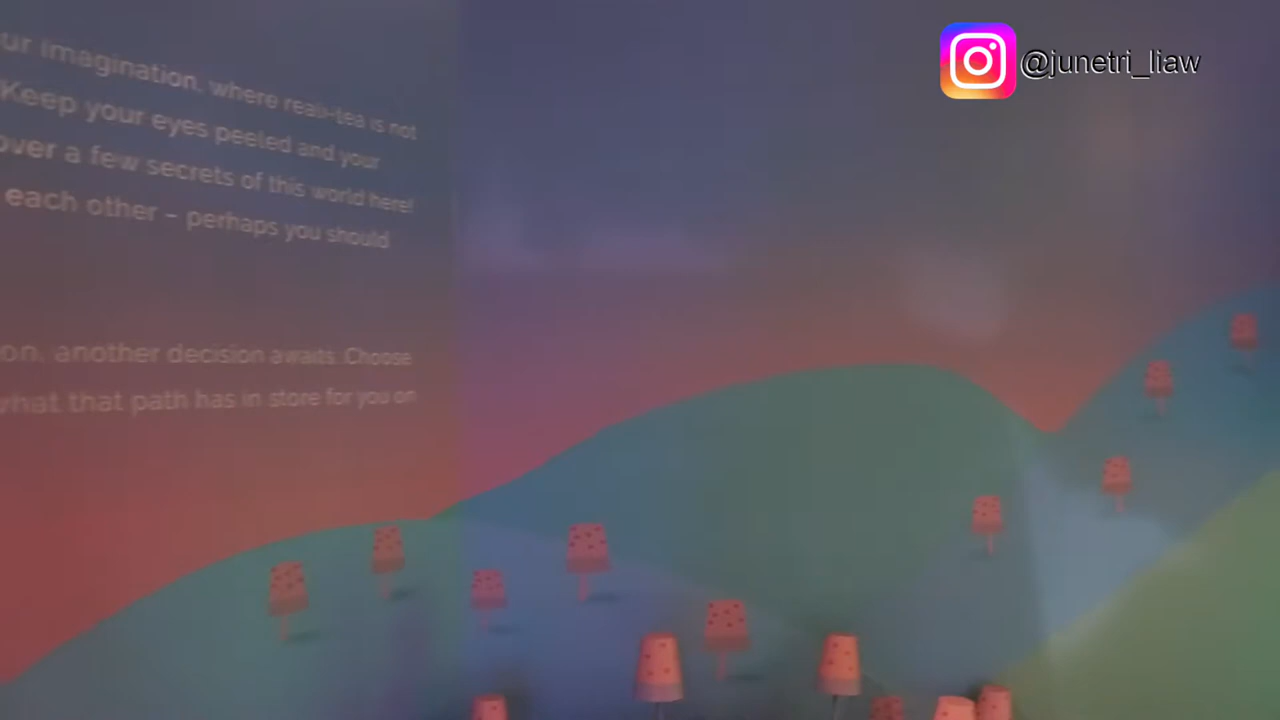 ur imagination, where reali-tea is not
Keep your eyes peeled and your
over a few secrets of this world here!
each other – perhaps you should
on, another decision awaits. Choose
what that path has in store for you on
@junetri_liaw